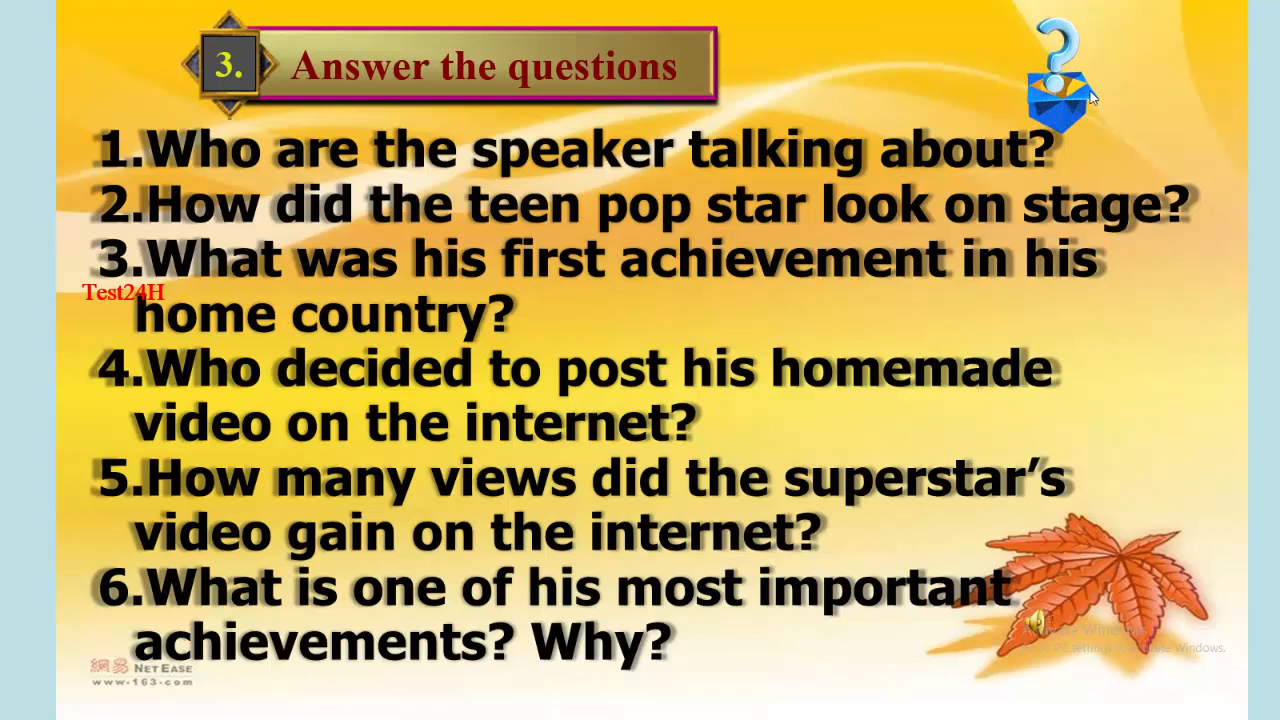 3.
Answer the questions
1.Who are the speaker talking about?
2.How did the teen pop star look on stage?
3.What was his first achievement in his
Test24H
home country?
4.Who decided to post his homemade
video on the internet?
5.How many views did the superstar’s
video gain on the internet?
6.What is one of his most important
achievements? Why?
網易 NETEASE
www.163.com